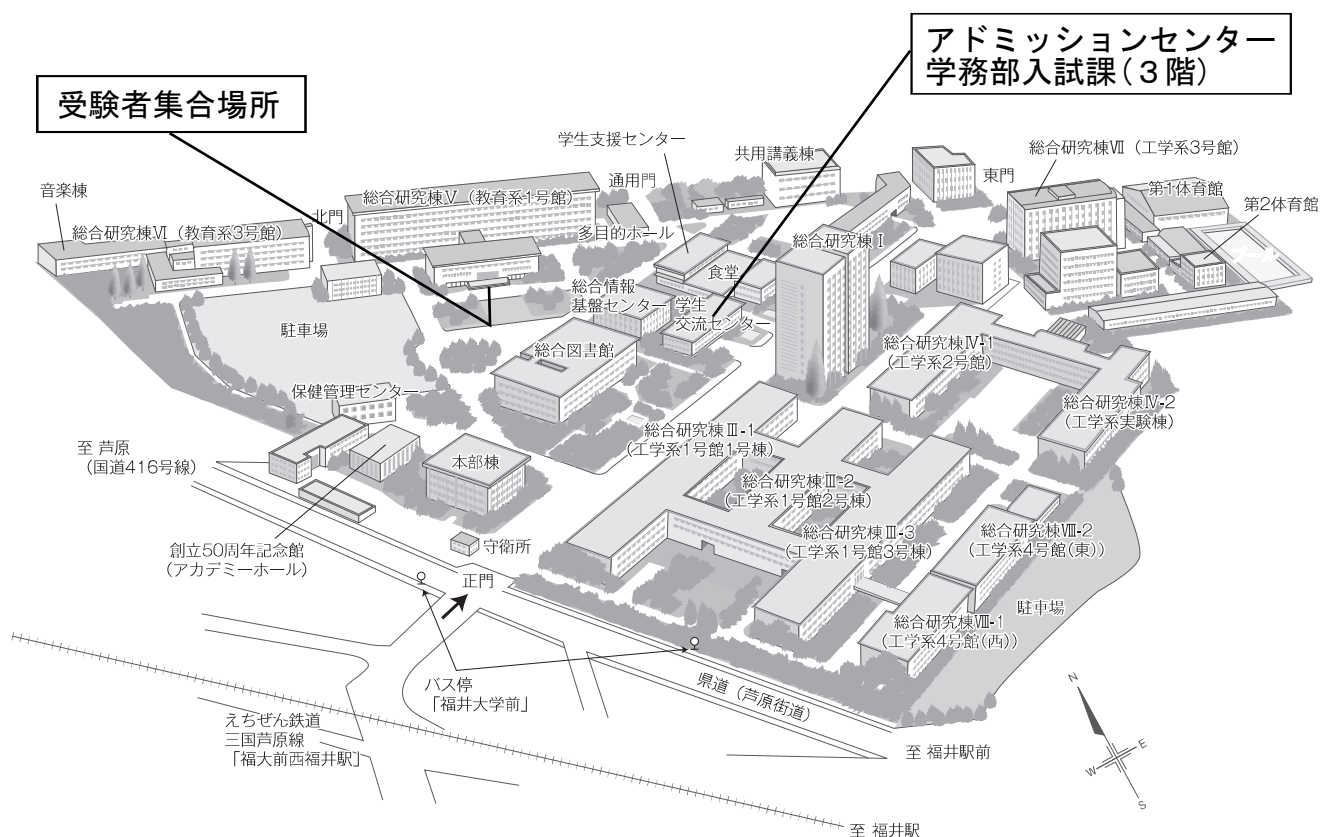 アドミッションセンター
学務部入試課(3階)
受験者集合場所
学生支援センター
共用講義棟
総合研究棟Ⅶ(工学系3号館)
東門
通用門
音楽棟
総合研究棟Ⅴ(教育系1号館)
第1体育館
第2体育館
北門
総合研究棟Ⅵ(教育系3号館)
多目的ホール
総合研究棟Ⅰ
プール
食堂
総合情報
基盤センター
学生
交流センター
駐車場
総合図書館
総合研究棟Ⅳ-1
(工学系2号館)
保健管理センター
総合研究棟Ⅳ-2
(工学系実験棟)
総合研究棟Ⅲ-1
(工学系1号館1号棟)
至 芦原
(国道416号線)
本部棟
総合研究棟Ⅲ-2
(工学系1号館2号棟)
総合研究棟Ⅲ-3
(工学系1号館3号棟)
総合研究棟Ⅷ-2
(工学系4号館(東))
創立50周年記念館
(アカデミーホール)
守衛所
正門
駐車場
総合研究棟Ⅷ-1
(工学系4号館(西))
バス停
「福井大学前」
県道(芦原街道)
えちぜん鉄道
三国芦原線
「福大前西福井駅」
至 福井駅前
N
E
W
S
至 福井駅